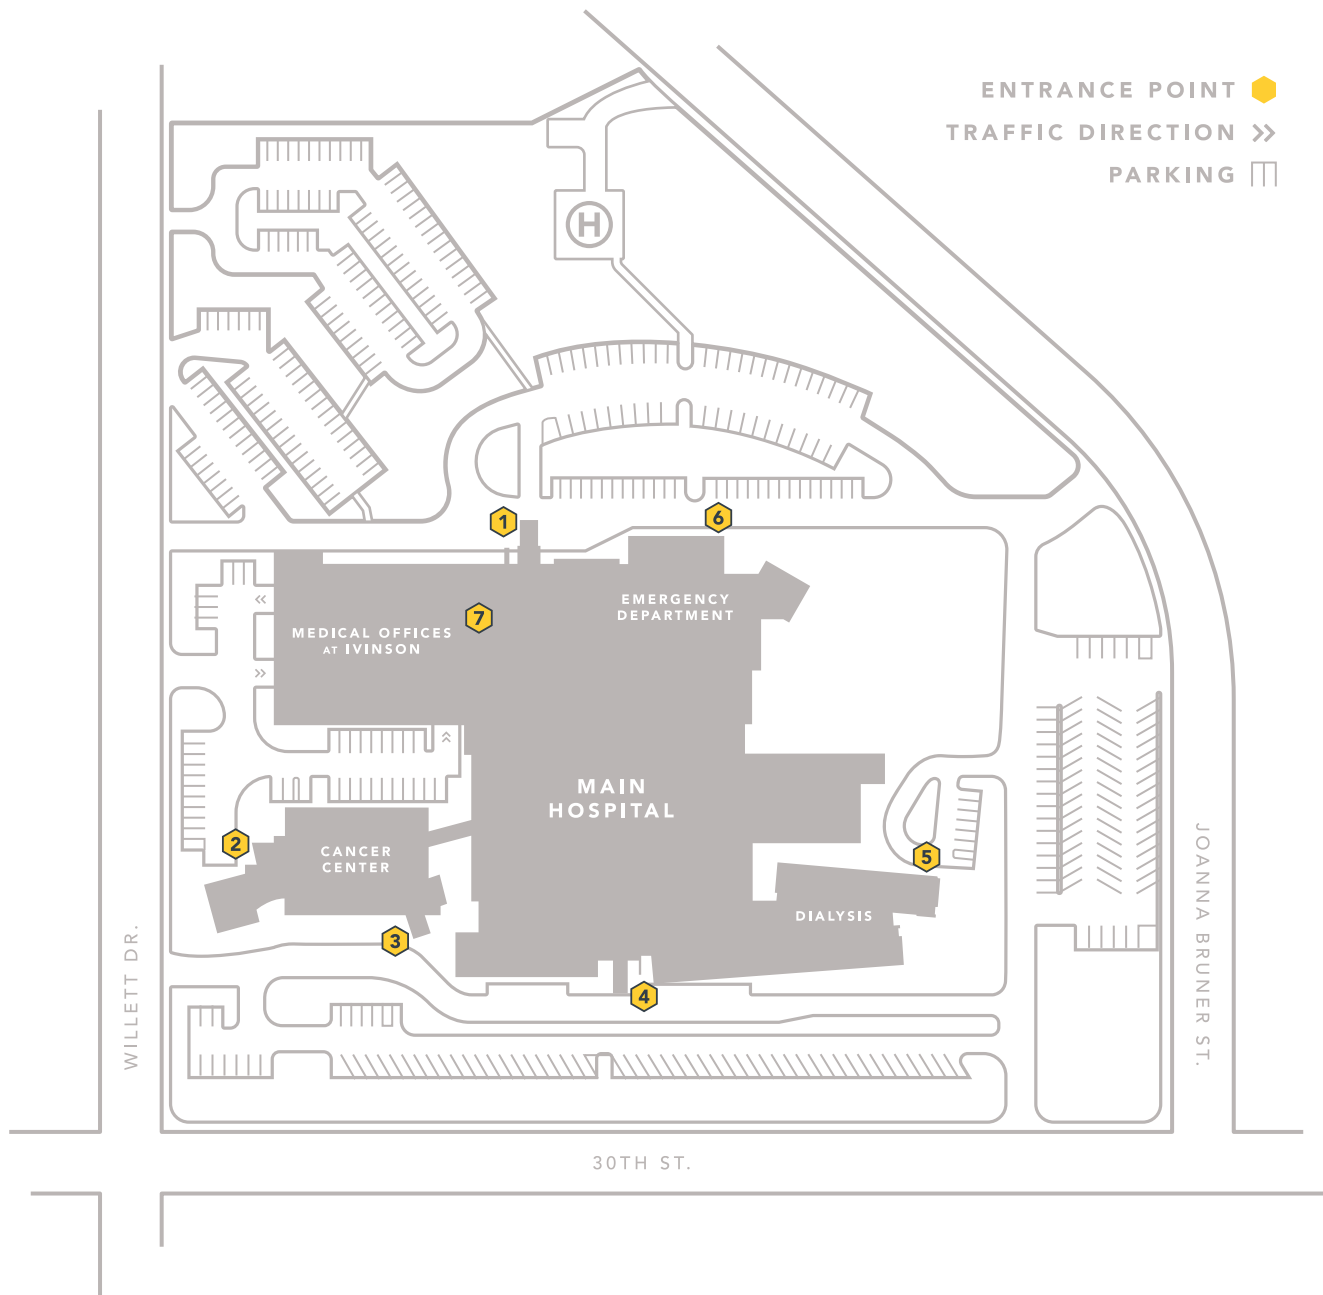 ENTRANCE POINT
TRAFFIC DIRECTION
PARKING
H
1
6
EMERGENCY
DEPARTMENT
7
MEDICAL OFFICES
AT IVINSON
MAIN
HOSPITAL
2
CANCER
CENTER
5
DIALYSIS
3
4
WILLETT DR.
JOANNA BRUNER ST.
30TH ST.